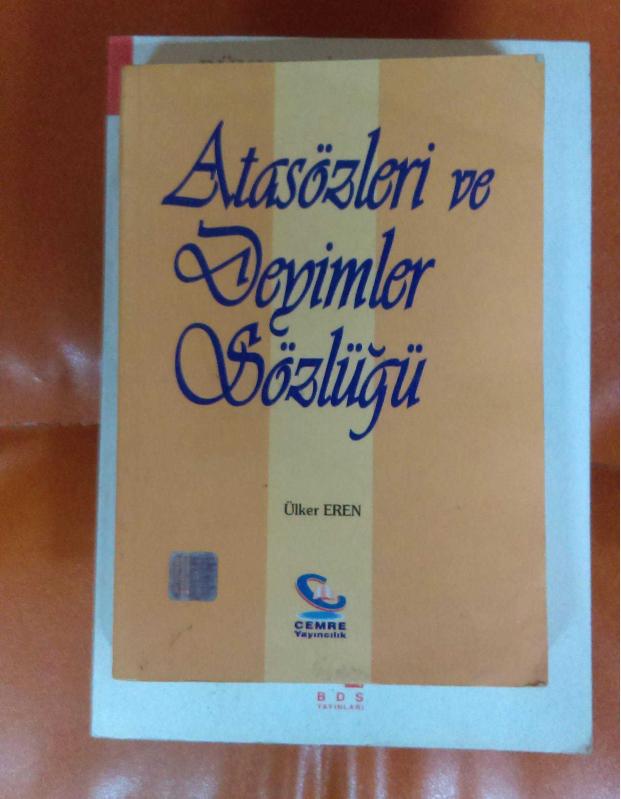 Atasözleri ve
Deyimler
Sözlüğü
Ülker EREN
CEMRE
Yayıncılık
BDS
YAYINLARI